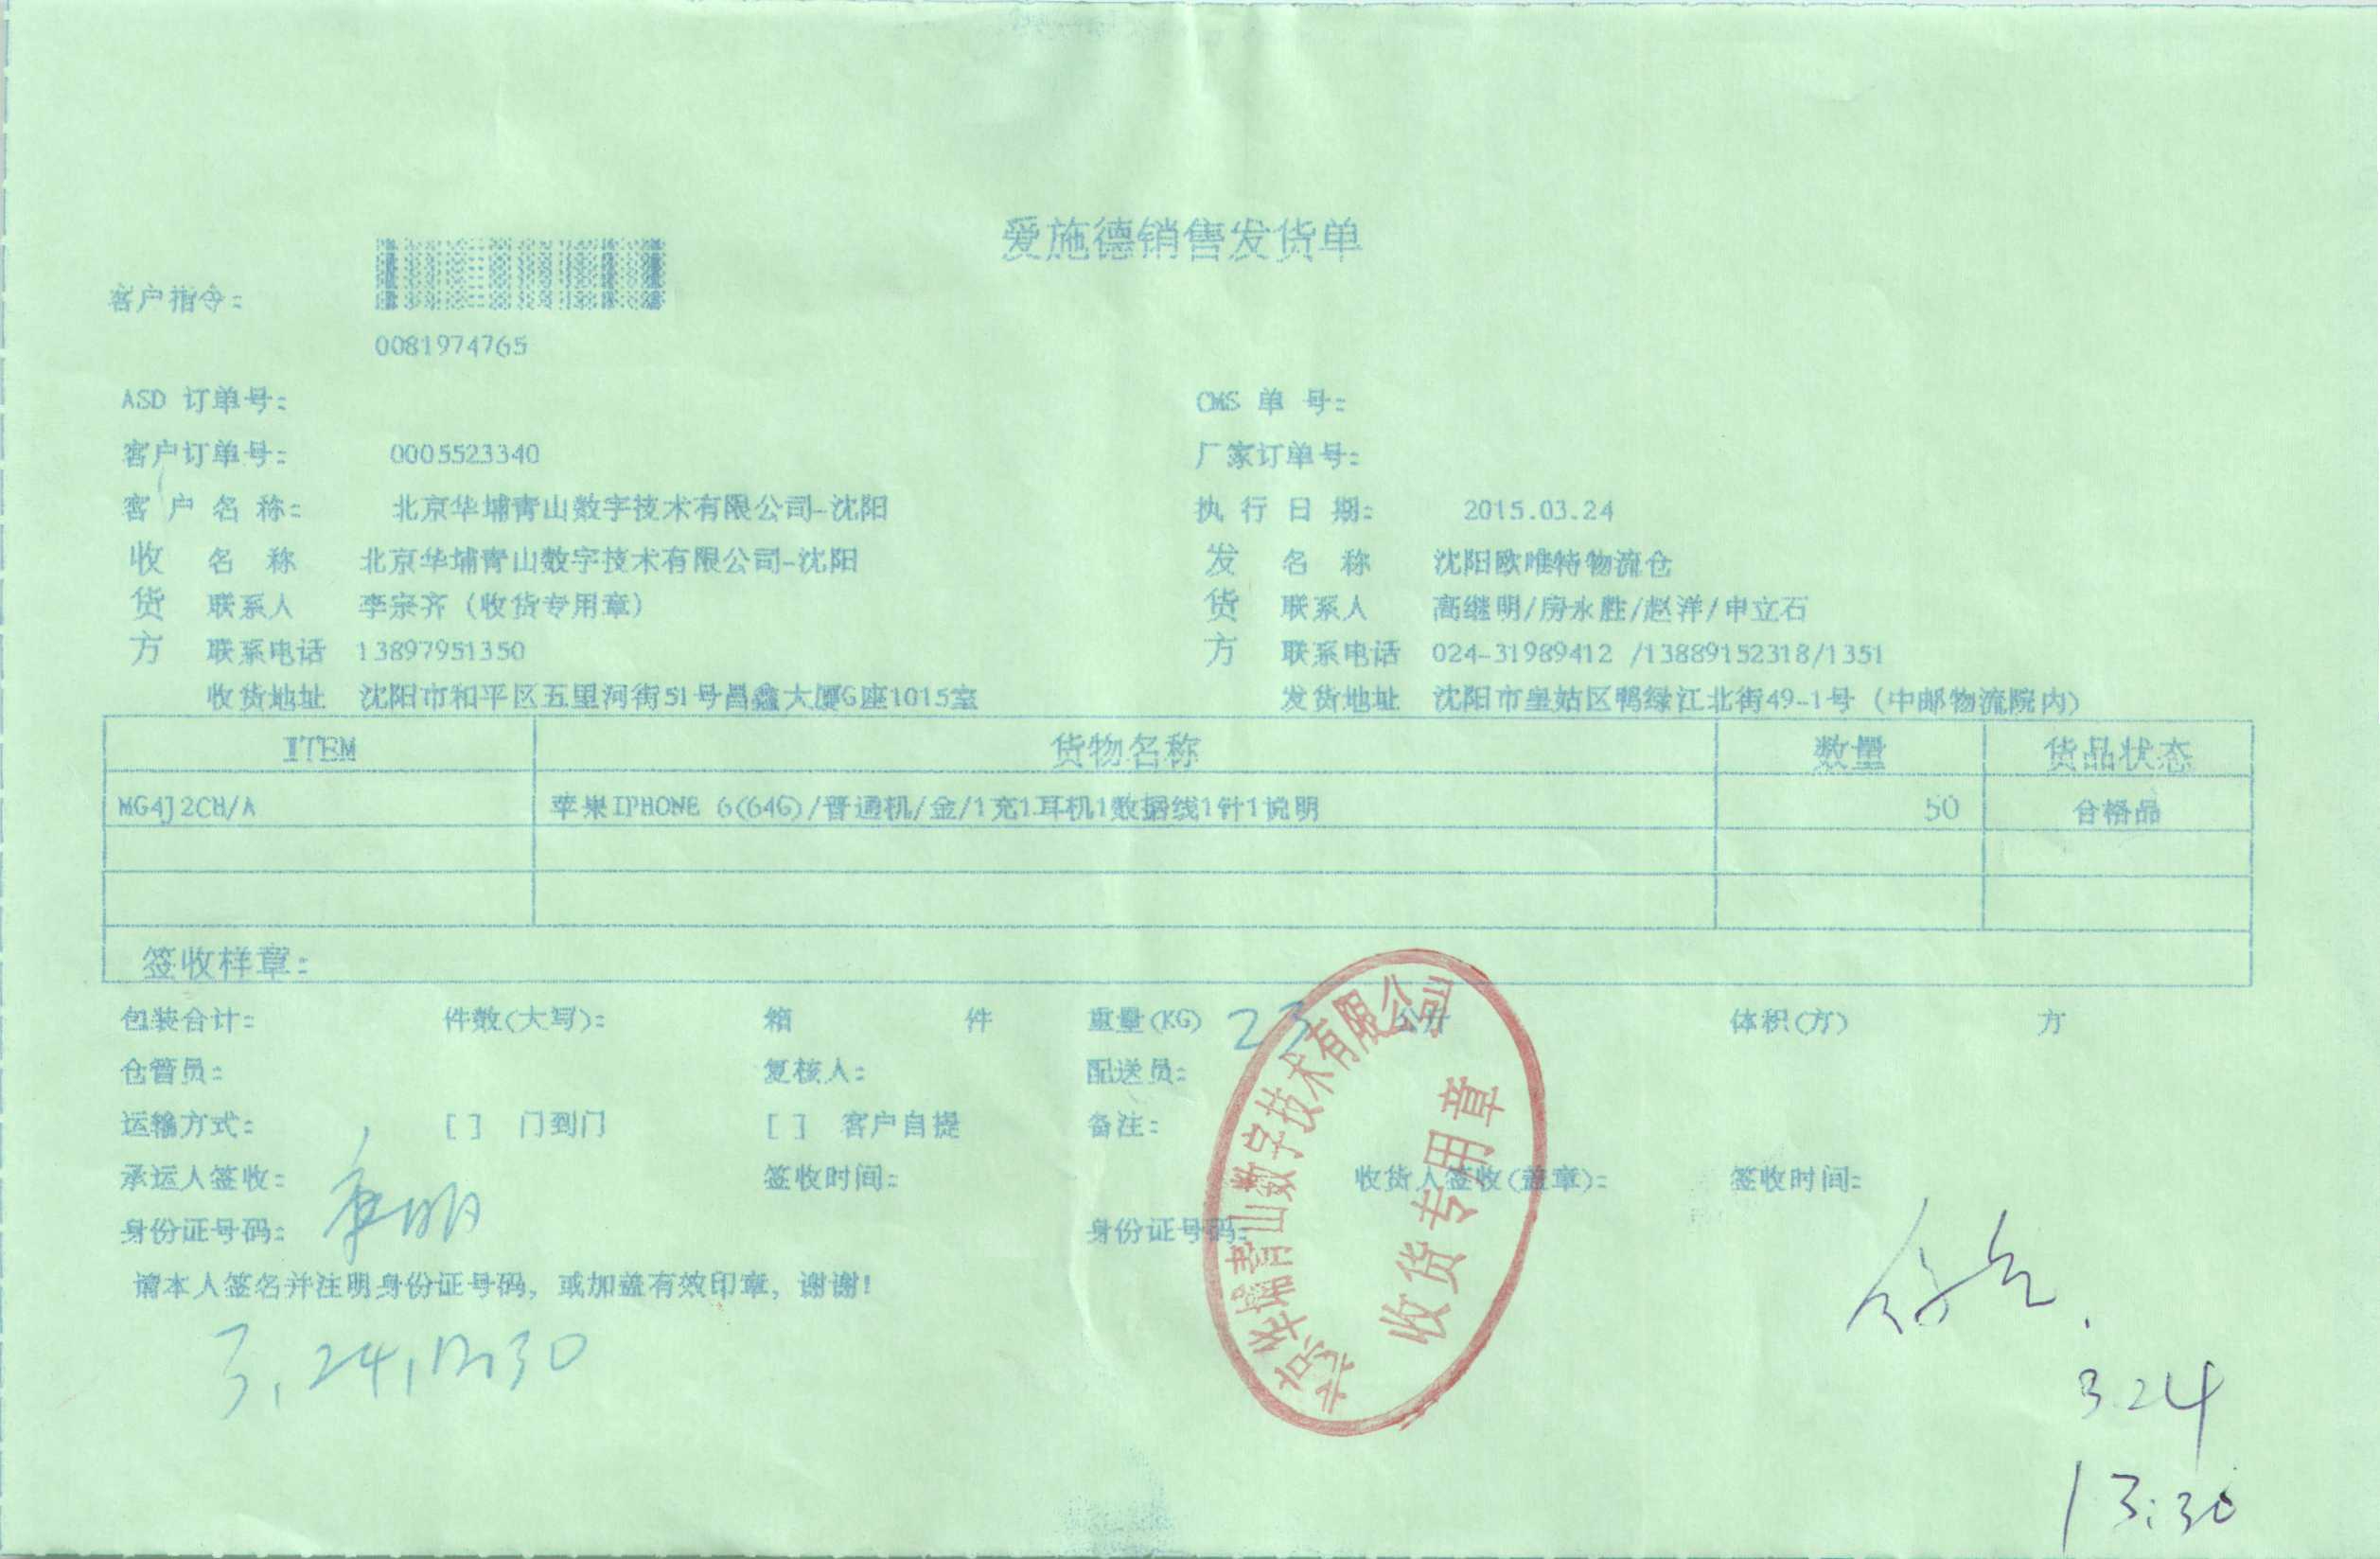 爱施德销售发货单
客户指令:
0081974765
ASD 订单号: CMS 单 号:
客户订单号: 0005523340 厂家订单号:
客 户 名 称: 北京华埔青山数字技术有限公司-沈阳 执 行 日 期: 2015.03.24
收 名 称 北京华埔青山数字技术有限公司-沈阳 发 名 称 沈阳欧唯特物流仓
货 联系人 李宗齐(收货专用章) 货 联系人 高继明/房永胜/赵洋/申立石
方 联系电话 13897951350 方 联系电话 024-31989412 /13889152318/1351
收货地址 沈阳市和平区五里河街51号昌鑫大厦G座1015室 发货地址 沈阳市皇姑区鸭绿江北街49-1号(中邮物流院内)
ITEM 货物名称 数量 货品状态
MG4J2CH/A 苹果IPHONE 6(64G)/普通机/金/1充1耳机1数据线1针1说明 50 合格品
签收样章:
包装合计: 件数(大写): 箱 件 重量(KG) 23 公斤 体积(方) 方
仓管员: 复核人: 配送员:
运输方式: [ ] 门到门 [ ] 客户自提 备注:
承运人签收: 签收时间: 收货人签收(盖章): 签收时间:
身份证号码: 身份证号码:
请本人签名并注明身份证号码, 或加盖有效印章, 谢谢!
北京华埔青山数字技术有限公司
收货专用章
3.24
13:30